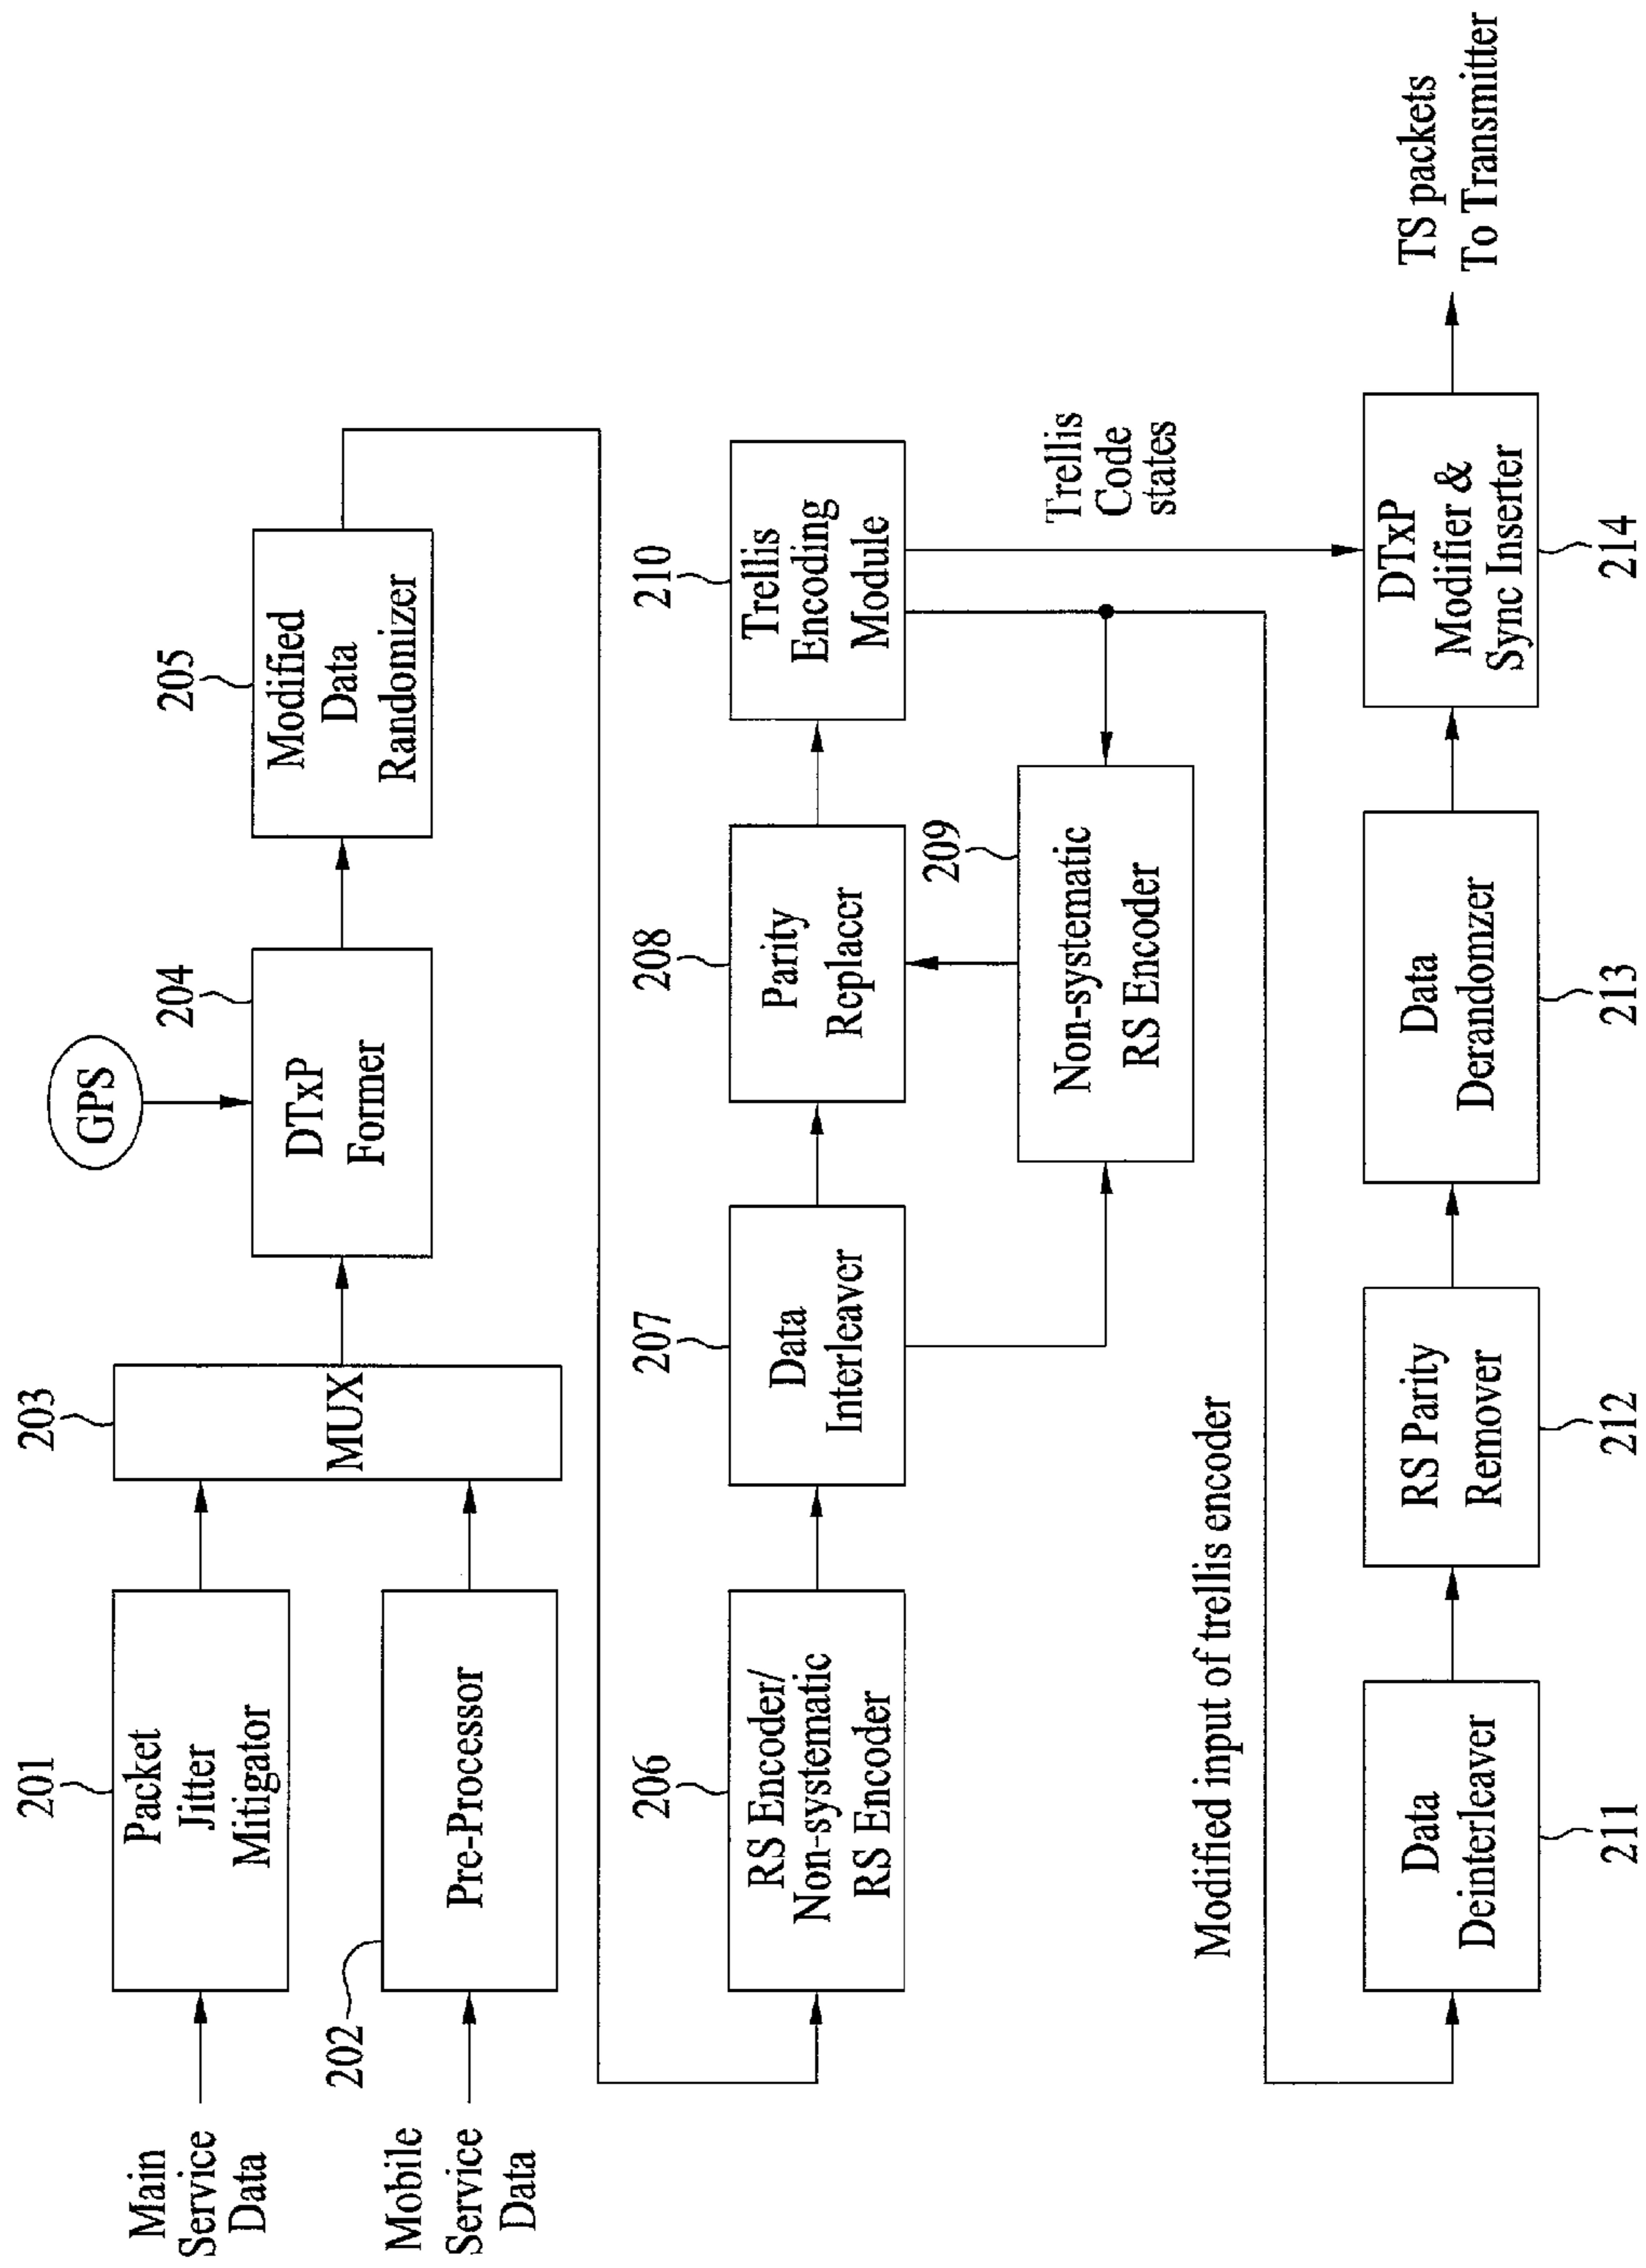 Main
Service
Data
201
Packet
Jitter
Mitigator
Mobile
Service
Data
202
Pre-Processor
203
MUX
GPS
204
DTxP
Former
205
Modified
Data
Randomizer
206
RS Encoder/
Non-systematic
RS Encoder
207
Data
Interleaver
208
Parity
Replacer
209
Non-systematic
RS Encoder
210
Trellis
Encoding
Module
Trellis
Code
states
Modified input of trellis encoder
Data
Deinterleaver
211
RS Parity
Remover
212
Data
Derandomzer
213
DTxP
Modifier &
Sync Inserter
214
TS packets
To Transmitter